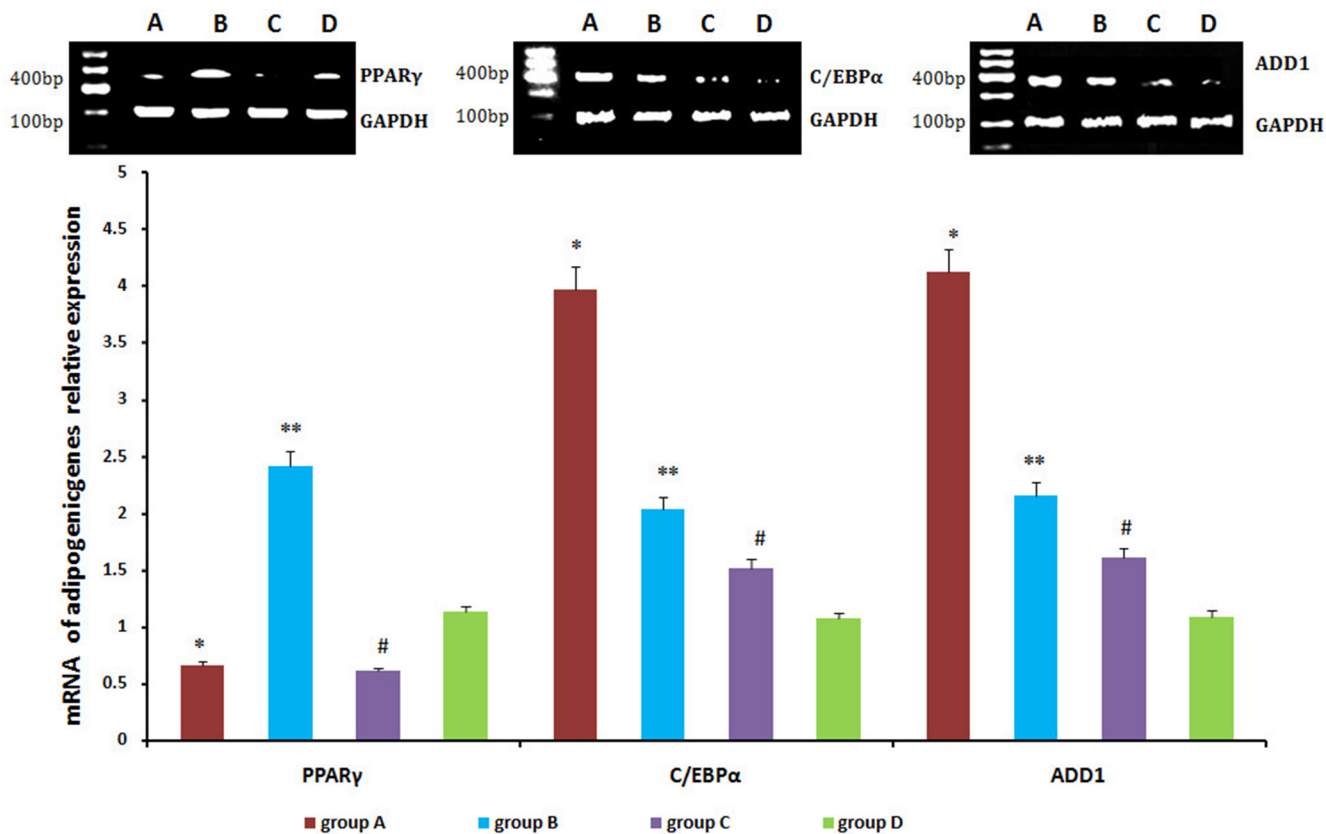 A B C D
400bp
PPARγ
100bp
GAPDH
A B C D
400bp
C/EBPα
100bp
GAPDH
A B C D
400bp
ADD1
100bp
GAPDH
mRNA of adipogenicgenes relative expression
5
4.5
4
3.5
3
2.5
2
1.5
1
0.5
0
*
**
#
*
**
#
*
**
#
PPARγ C/EBPα ADD1
group A group B group C group D